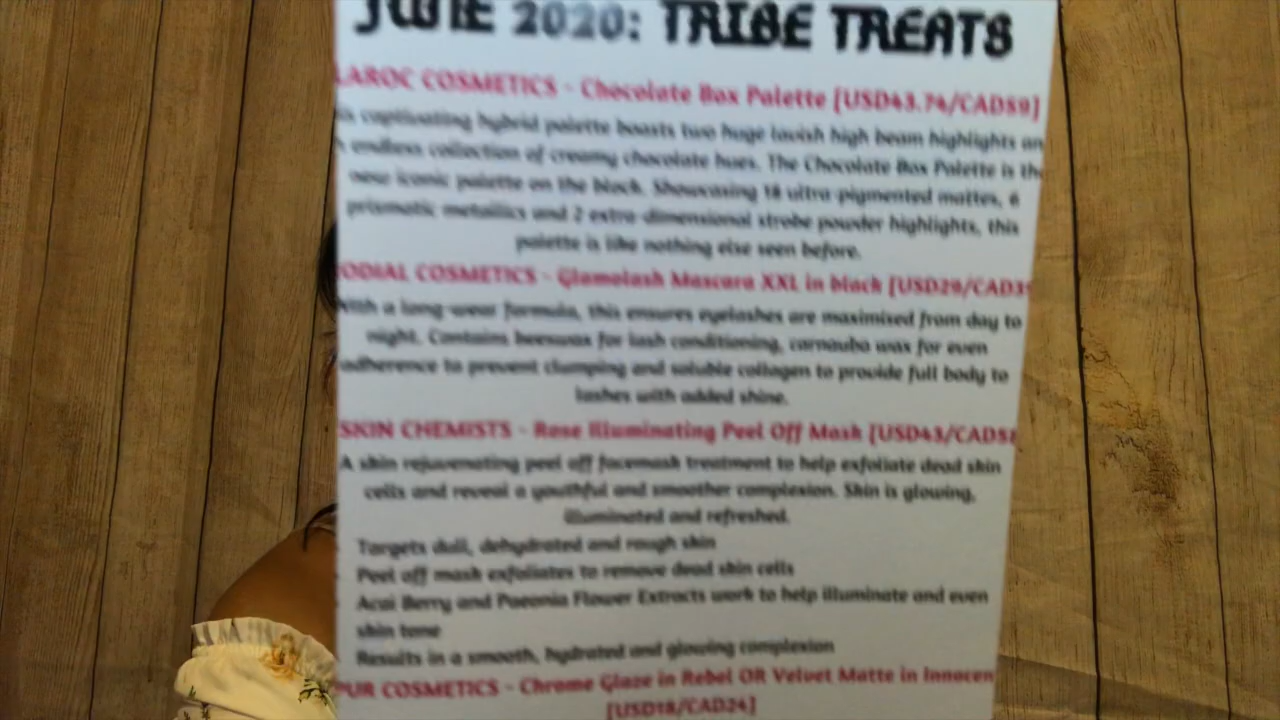 JUNE 2020: TRIBE TREATS
LAROC COSMETICS - Chocolate Box Palette [USD43.74/CAD59]
captivating hybrid palette boasts two huge lavish high beam highlights an
endless collection of creamy chocolate hues. The Chocolate Box Palette is the
new iconic palette on the block. Showcasing 18 ultra-pigmented mattes, 6
prismatic metallics and 2 extra-dimensional strobe powder highlights, this
palette is like nothing else seen before.
ODIAL COSMETICS - Glamolash Mascara XXL in black [USD29/CAD39
With a long-wear formula, this ensures eyelashes are maximised from day to
night. Contains beeswax for lash conditioning, carnauba wax for even
adherence to prevent clumping and soluble collagen to provide full body to
lashes with added shine.
SKIN CHEMISTS - Rose Illuminating Peel Off Mask [USD43/CAD58
A skin rejuvenating peel off facemask treatment to help exfoliate dead skin
cells and reveal a youthful and smoother complexion. Skin is glowing,
illuminated and refreshed.
Targets dull, dehydrated and rough skin
Peel off mask exfoliates to remove dead skin cells
Acai Berry and Paeonia Flower Extracts work to help illuminate and even
skin tone
Results in a smooth, hydrated and glowing complexion
PUR COSMETICS - Chrome Glaze in Rebel OR Velvet Matte in Innocen
[USD18/CAD24]